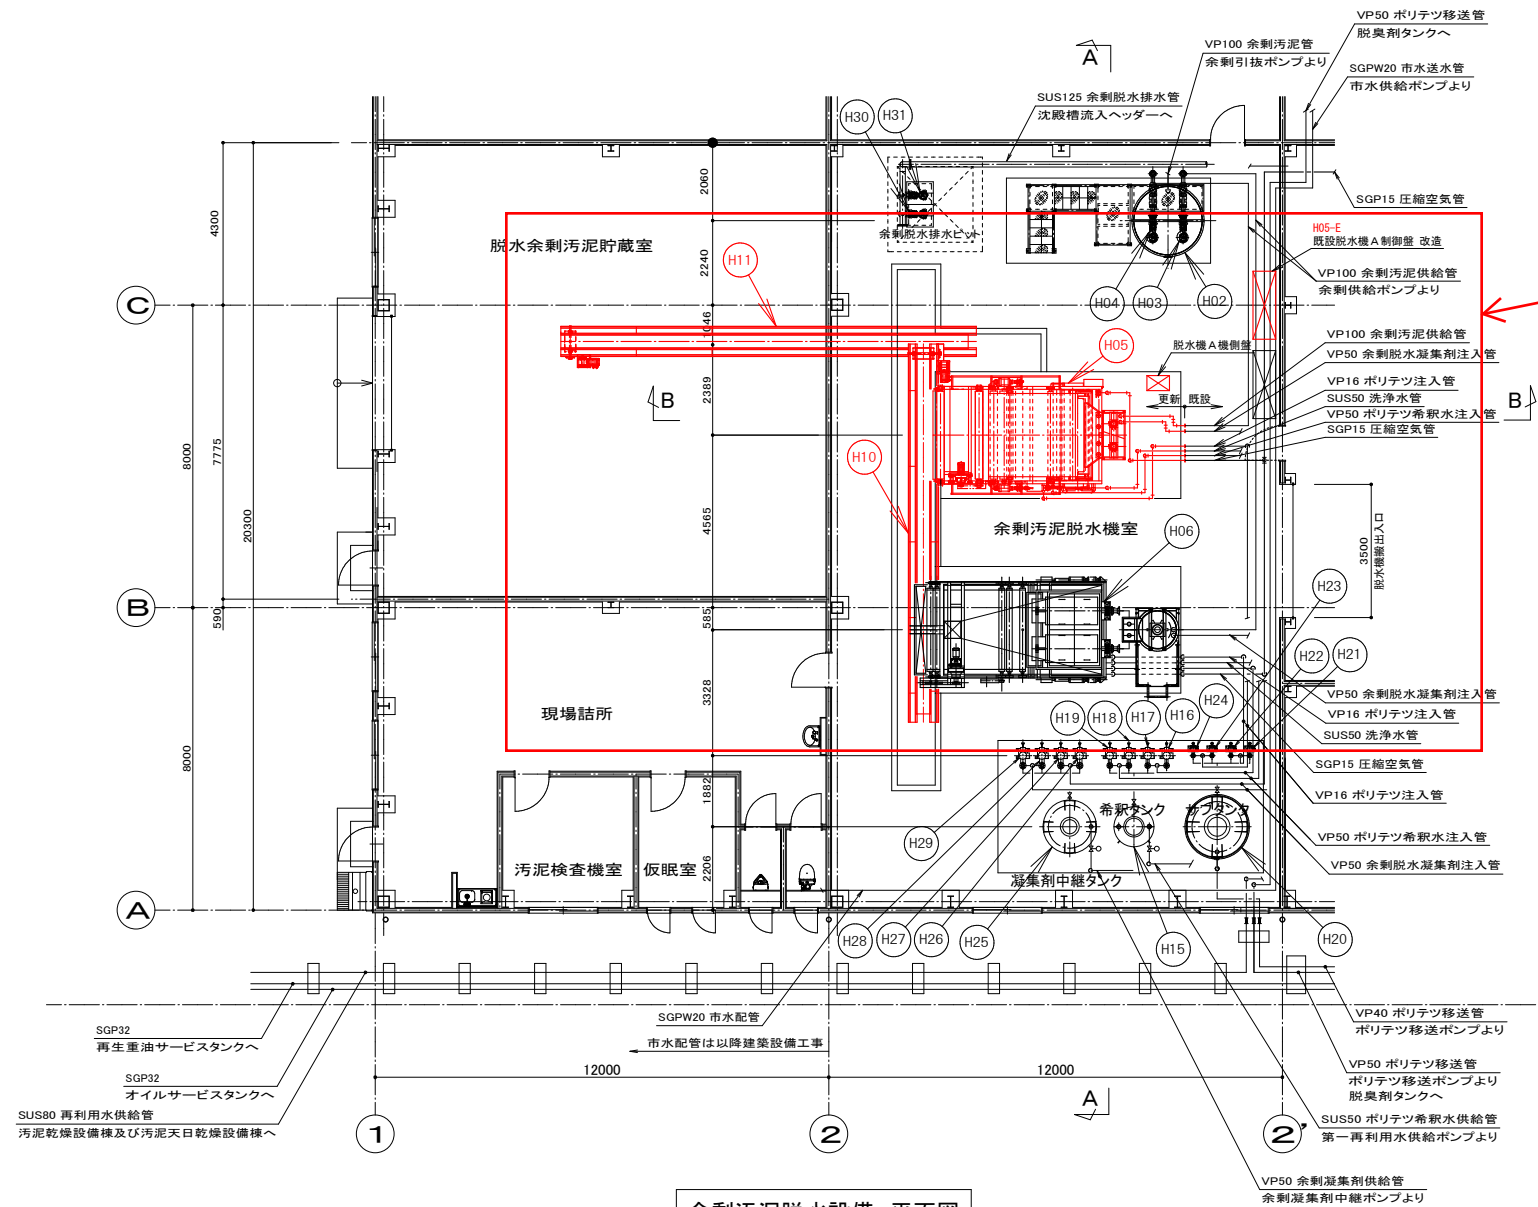 VP50 ポリテツ移送管
脱臭剤タンクへ
VP100 余剰汚泥管
余剰引抜ポンプより
SGPW20 市水送水管
市水供給ポンプより
A
SUS125 余剰脱水排水管
沈殿槽流入ヘッダーへ
H30
H31
SGP15 圧縮空気管
2060
4300
脱水余剰汚泥貯蔵室
余剰脱水排水ピット
H05-E
既設脱水機A制御盤 改造
H11
2240
VP100 余剰汚泥供給管
余剰供給ポンプより
H04
H03
H02
C
1046
VP100 余剰汚泥供給管
VP50 余剰脱水凝集剤注入管
H05
脱水機A機側盤
VP16 ポリテツ注入管
SUS50 洗浄水管
VP50 ポリテツ希釈水注入管
SGP15 圧縮空気管
更新
既設
B
B
2389
8000
7775
20300
H10
4565
余剰汚泥脱水機室
H06
3500
脱水機搬出入口
H23
B
590
585
H22
H21
3328
現場詰所
VP50 余剰脱水凝集剤注入管
VP16 ポリテツ注入管
SUS50 洗浄水管
H19
H18
H17
H16
H24
8000
SGP15 圧縮空気管
1882
VP16 ポリテツ注入管
希釈タンク
サブタンク
H29
VP50 ポリテツ希釈水注入管
VP50 余剰脱水凝集剤注入管
汚泥検査機室
仮眠室
2206
凝集剤中継タンク
A
H28
H27
H26
H25
H15
H20
SGPW20 市水配管
市水配管は以降建築設備工事
SGP32
再生重油サービスタンクへ
VP40 ポリテツ移送管
ポリテツ移送ポンプより
SGP32
オイルサービスタンクへ
12000
12000
VP50 ポリテツ移送管
ポリテツ移送ポンプより
脱臭剤タンクへ
SUS80 再利用水供給管
汚泥乾燥設備棟及び汚泥天日乾燥設備棟へ
A
SUS50 ポリテツ希釈水供給管
第一再利用水供給ポンプより
1
2
2'
VP50 余剰凝集剤供給管
余剰凝集剤中継ポンプより
余剰汚泥脱水設備 平面図